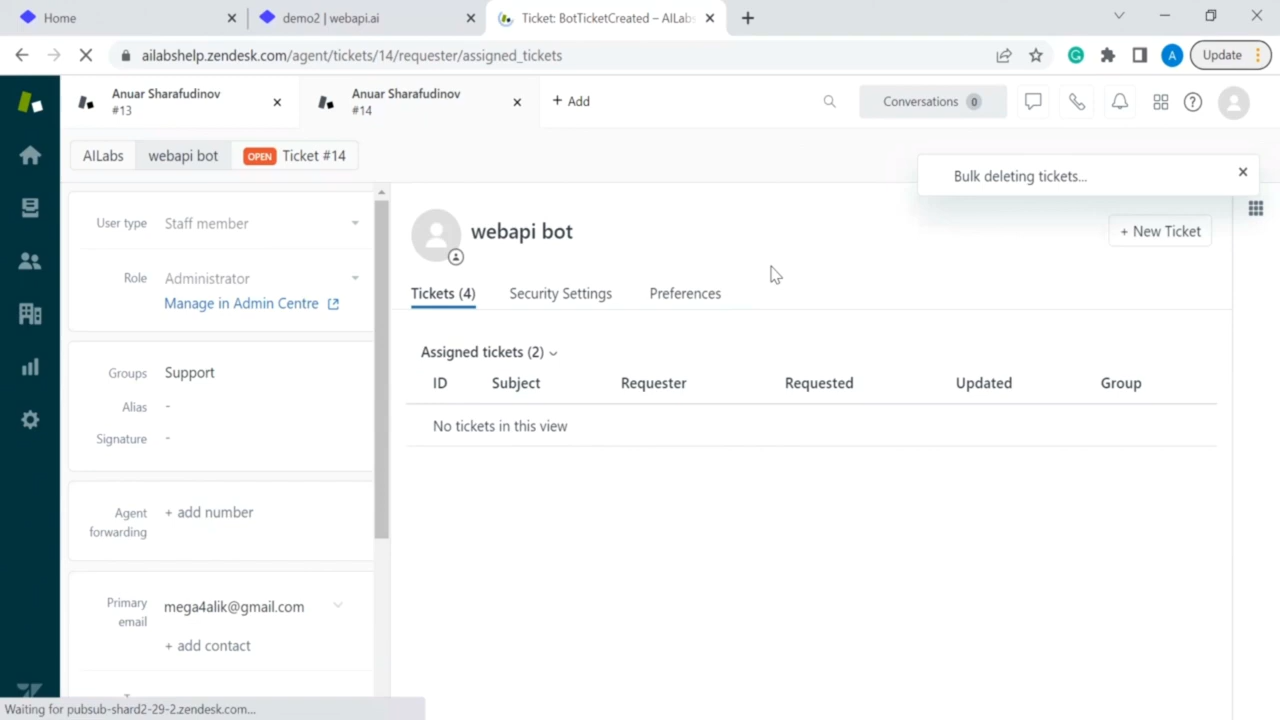 Home
demo2 | webapi.ai
Ticket: BotTicketCreated – AILabs
ailabshelp.zendesk.com/agent/tickets/14/requester/assigned_tickets
A
Update
Anuar Sharafudinov
#13
Anuar Sharafudinov
#14
+ Add
Conversations 0
AILabs
webapi bot
OPEN Ticket #14
Bulk deleting tickets...
User type Staff member
Role Administrator
Manage in Admin Centre
Groups Support
Alias -
Signature -
Agent forwarding + add number
Primary email mega4alik@gmail.com
+ add contact
webapi bot
+ New Ticket
Tickets (4) Security Settings Preferences
Assigned tickets (2)
ID Subject Requester Requested Updated Group
No tickets in this view
Waiting for pubsub-shard2-29-2.zendesk.com...